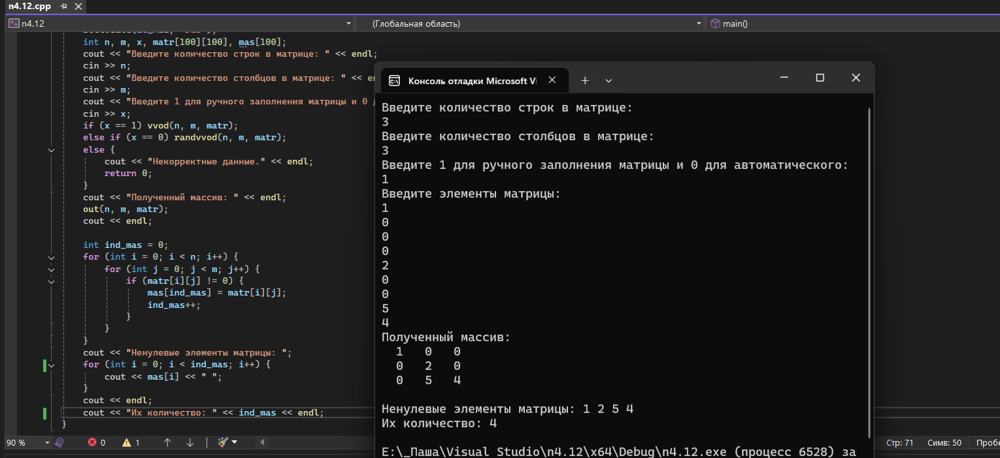 n4.12.cpp
n4.12 (Глобальная область) main()
int n, m, x, matr[100][100], mas[100];
cout << "Введите количество строк в матрице: " << endl;
cin >> n;
cout << "Введите количество столбцов в матрице: " <<
cin >> m;
cout << "Введите 1 для ручного заполнения матрицы и 0
cin >> x;
if (x == 1) vvod(n, m, matr);
else if (x == 0) randvvod(n, m, matr);
else {
cout << "Некорректные данные." << endl;
return 0;
}
cout << "Полученный массив: " << endl;
out(n, m, matr);
cout << endl;
int ind_mas = 0;
for (int i = 0; i < n; i++) {
for (int j = 0; j < m; j++) {
if (matr[i][j] != 0) {
mas[ind_mas] = matr[i][j];
ind_mas++;
}
}
}
cout << "Ненулевые элементы матрицы: ";
for (int i = 0; i < ind_mas; i++) {
cout << mas[i] << " ";
}
cout << endl;
cout << "Их количество: " << ind_mas << endl;
}
90 % 0 1
Стр: 71 Симв: 50
Консоль отладки Microsoft Vi
Введите количество строк в матрице:
3
Введите количество столбцов в матрице:
3
Введите 1 для ручного заполнения матрицы и 0 для автоматического:
1
Введите элементы матрицы:
1
0
0
0
2
0
0
5
4
Полученный массив:
1 0 0
0 2 0
0 5 4
Ненулевые элементы матрицы: 1 2 5 4
Их количество: 4
E:\_Паша\Visual Studio\n4.12\x64\Debug\n4.12.exe (процесс 6528) за